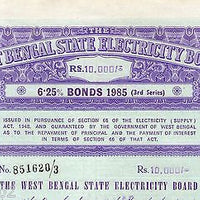 THE
T BENGAL STATE ELECTRICITY BO
RS.10,000/-
6·25% BONDS 1985 (3rd Series)
ISSUED IN PURSUANCE OF SECTION 65 OF THE ELECTRICITY (SUPPLY)
ACT, 1948, AND GUARANTEED BY THE GOVERNMENT OF WEST BENGAL
AS TO THE REPAYMENT OF PRINCIPAL AND THE PAYMENT OF INTEREST
IN TERMS OF SECTION 66 OF THAT ACT.
No. 851620/3 Rs. 10,000/-
THE WEST BENGAL STATE ELECTRICITY BOARD